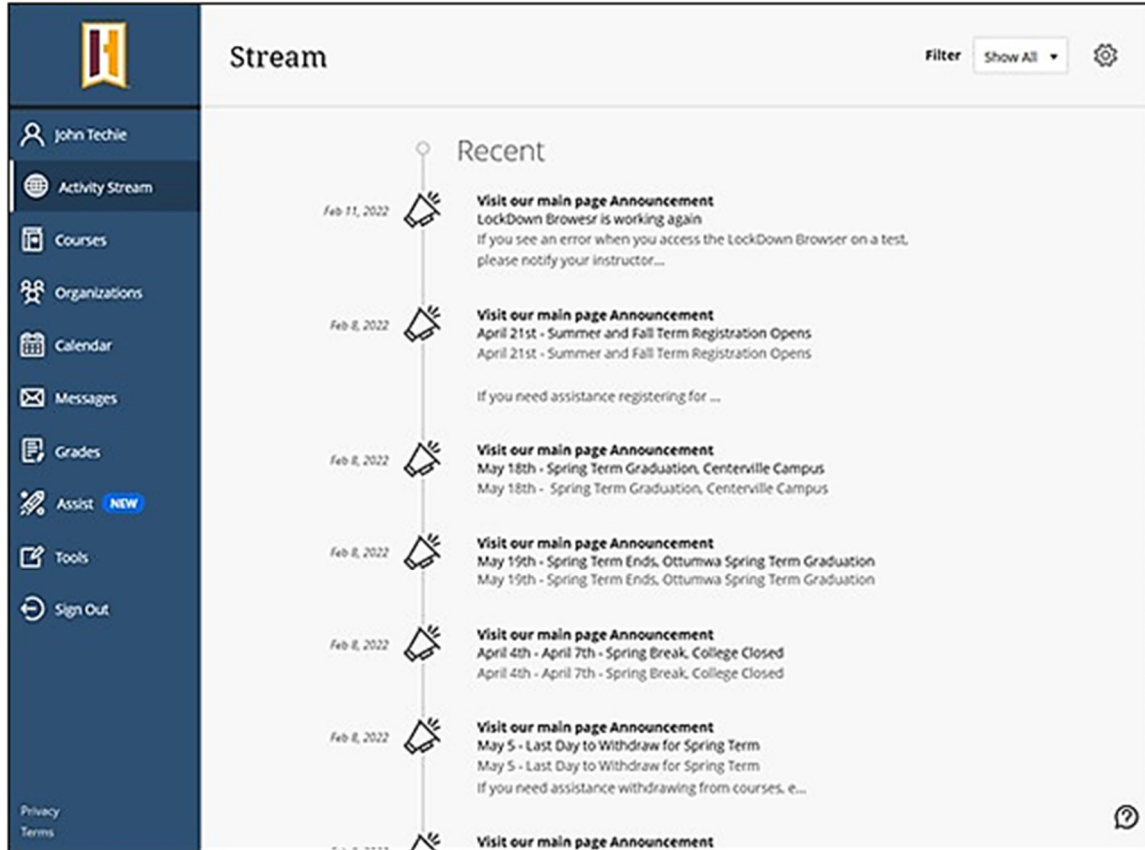 Stream
Filter
Show All
John Techie
Activity Stream
Courses
Organizations
Calendar
Messages
Grades
Assist NEW
Tools
Sign Out
Privacy
Terms
Recent
Feb 11, 2022
Visit our main page Announcement
LockDown Browesr is working again
If you see an error when you access the LockDown Browser on a test,
please notify your instructor...
Feb 8, 2022
Visit our main page Announcement
April 21st - Summer and Fall Term Registration Opens
April 21st - Summer and Fall Term Registration Opens
If you need assistance registering for ...
Feb 8, 2022
Visit our main page Announcement
May 18th - Spring Term Graduation, Centerville Campus
May 18th - Spring Term Graduation, Centerville Campus
Feb 8, 2022
Visit our main page Announcement
May 19th - Spring Term Ends, Ottumwa Spring Term Graduation
May 19th - Spring Term Ends, Ottumwa Spring Term Graduation
Feb 8, 2022
Visit our main page Announcement
April 4th - April 7th - Spring Break, College Closed
April 4th - April 7th - Spring Break, College Closed
Feb 8, 2022
Visit our main page Announcement
May 5 - Last Day to Withdraw for Spring Term
May 5 - Last Day to Withdraw for Spring Term
If you need assistance withdrawing from courses, e...
Visit our main page Announcement